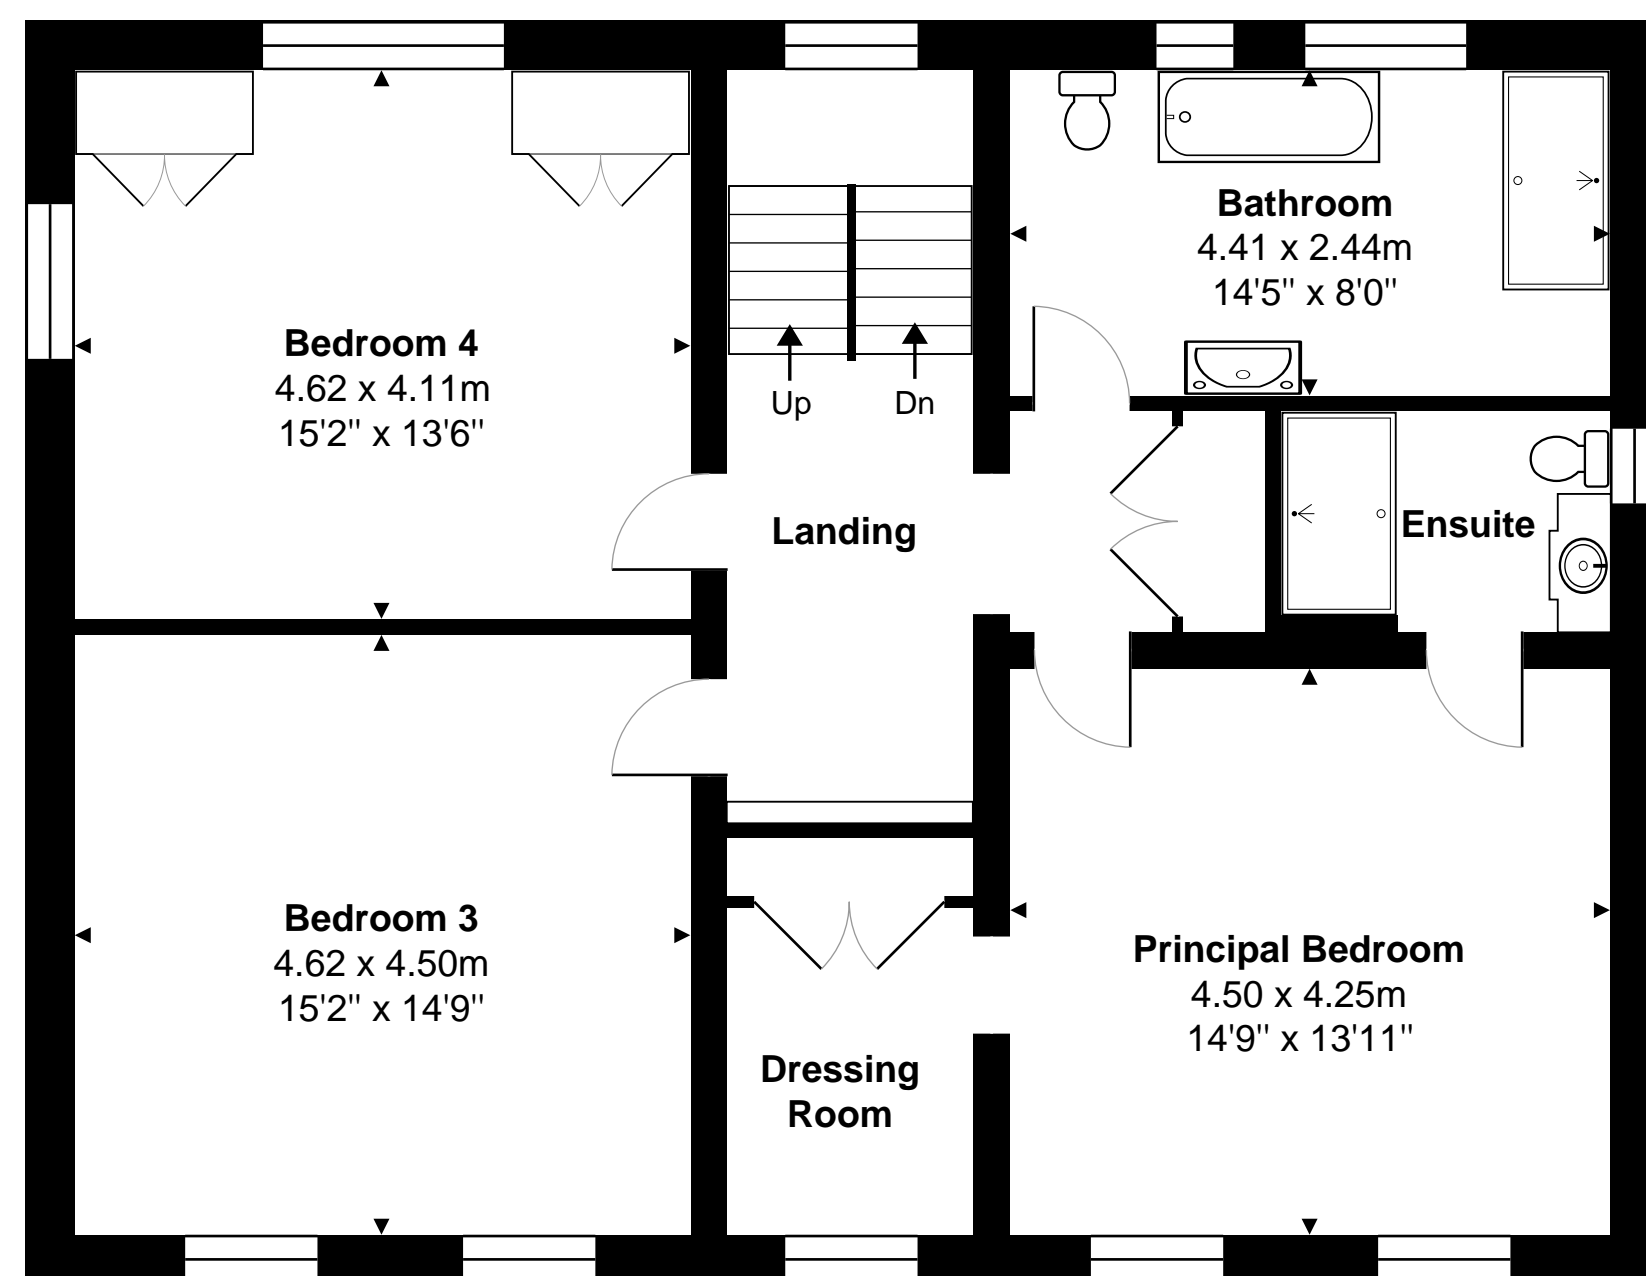 Bathroom
4.41 x 2.44m
14'5" x 8'0"
Bedroom 4
4.62 x 4.11m
15'2" x 13'6"
Up
Dn
Landing
Ensuite
Bedroom 3
4.62 x 4.50m
15'2" x 14'9"
Principal Bedroom
4.50 x 4.25m
14'9" x 13'11"
Dressing
Room